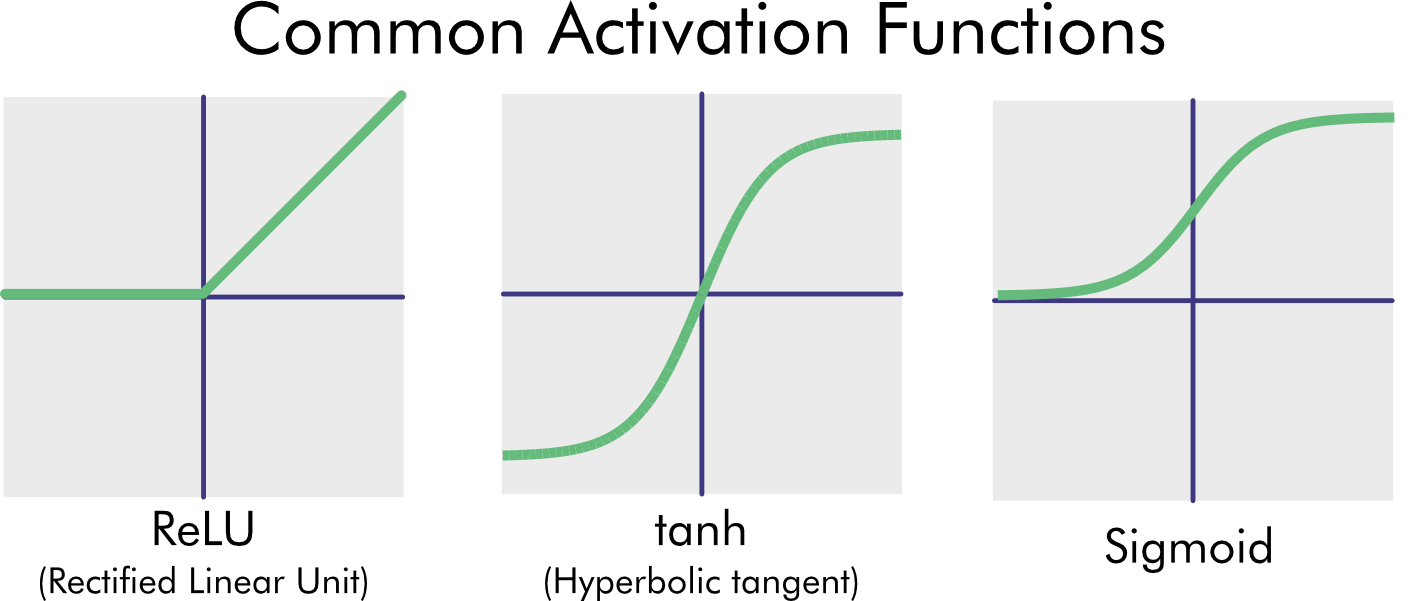 Common Activation Functions
ReLU
(Rectified Linear Unit)
tanh
(Hyperbolic tangent)
Sigmoid